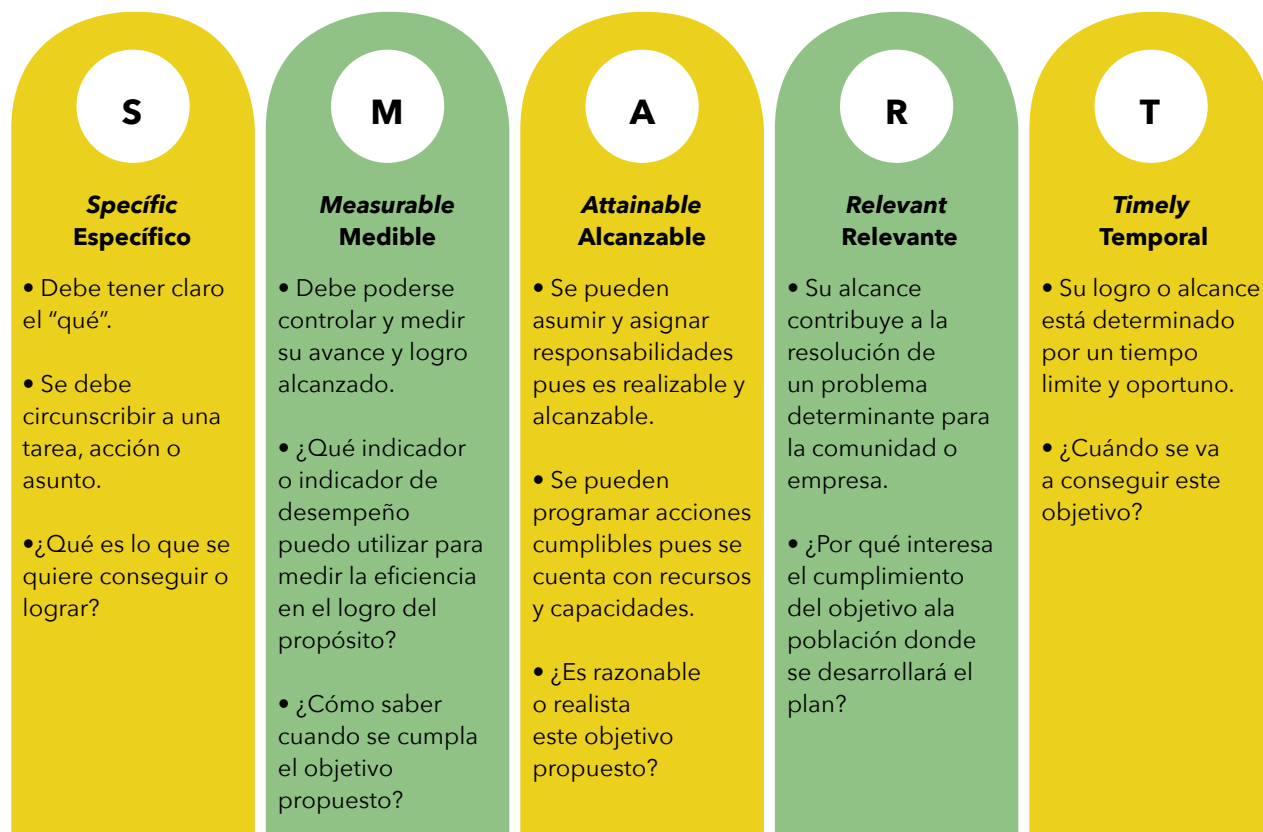 S
Specífic
Específico
• Debe tener claro
el “qué”.
• Se debe
circunscribir a una
tarea, acción o
asunto.
•¿Qué es lo que se
quiere conseguir o
lograr?
M
Measurable
Medible
• Debe poderse
controlar y medir
su avance y logro
alcanzado.
• ¿Qué indicador
o indicador de
desempeño
puedo utilizar para
medir la eficiencia
en el logro del
propósito?
• ¿Cómo saber
cuando se cumpla
el objetivo
propuesto?
A
Attainable
Alcanzable
• Se pueden
asumir y asignar
responsabilidades
pues es realizable y
alcanzable.
• Se pueden
programar acciones
cumplibles pues se
cuenta con recursos
y capacidades.
• ¿Es razonable
o realista
este objetivo
propuesto?
R
Relevant
Relevante
• Su alcance
contribuye a la
resolución de
un problema
determinante para
la comunidad o
empresa.
• ¿Por qué interesa
el cumplimiento
del objetivo ala
población donde
se desarrollará el
plan?
T
Timely
Temporal
• Su logro o alcance
está determinado
por un tiempo
limite y oportuno.
• ¿Cuándo se va
a conseguir este
objetivo?